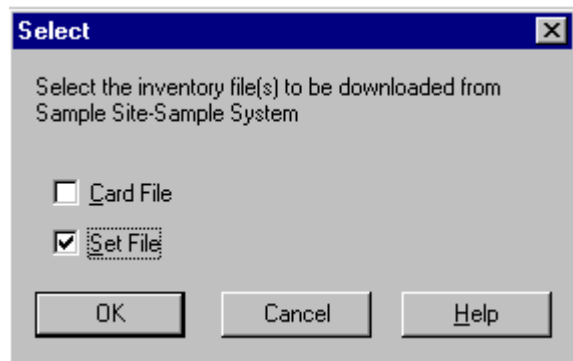 Select
Select the inventory file(s) to be downloaded from
Sample Site-Sample System
Card File
Set File
OK Cancel Help